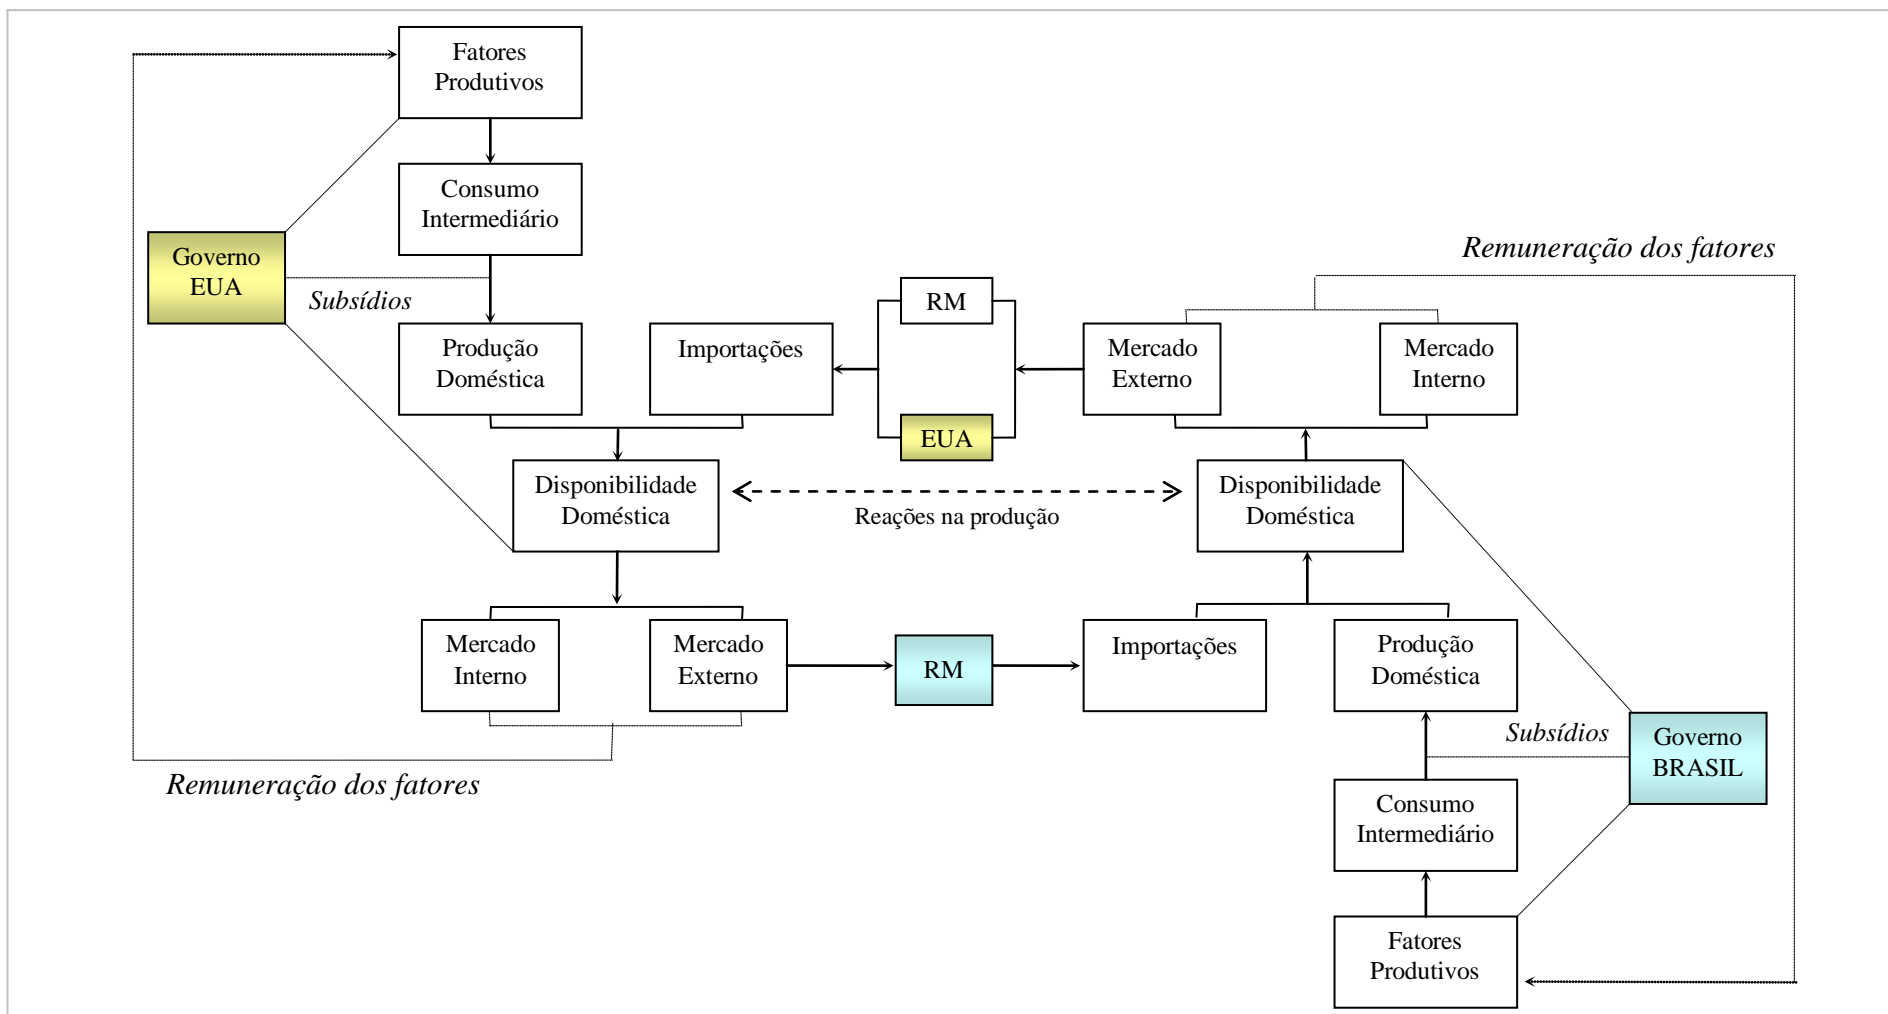 Fatores
Produtivos
Consumo
Intermediário
Governo
EUA
Subsídios
Remuneração dos fatores
RM
Produção
Doméstica
Importações
Mercado
Externo
Mercado
Interno
EUA
Disponibilidade
Doméstica
Reações na produção
Disponibilidade
Doméstica
Mercado
Interno
Mercado
Externo
RM
Importações
Produção
Doméstica
Remuneração dos fatores
Subsídios
Governo
BRASIL
Consumo
Intermediário
Fatores
Produtivos